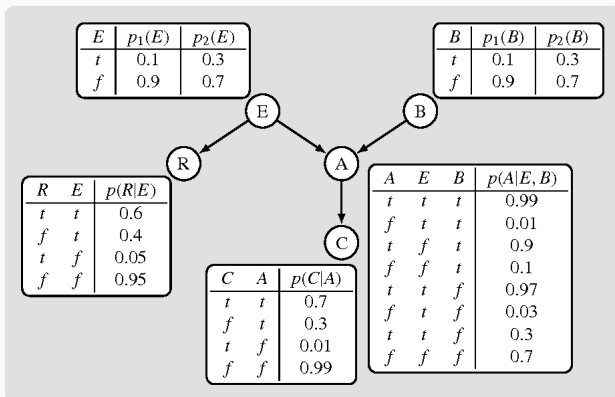 E p₁(E) p₂(E)
t 0.1 0.3
f 0.9 0.7
B p₁(B) p₂(B)
t 0.1 0.3
f 0.9 0.7
E
B
R
A
C
R E p(R|E)
t t 0.6
f t 0.4
t f 0.05
f f 0.95
A E B p(A|E, B)
t t t 0.99
f t t 0.01
t f t 0.9
f f t 0.1
t t f 0.97
f t f 0.03
t t f 0.3
f f f 0.7
C A p(C|A)
t t 0.7
f t 0.3
t f 0.01
f f 0.99